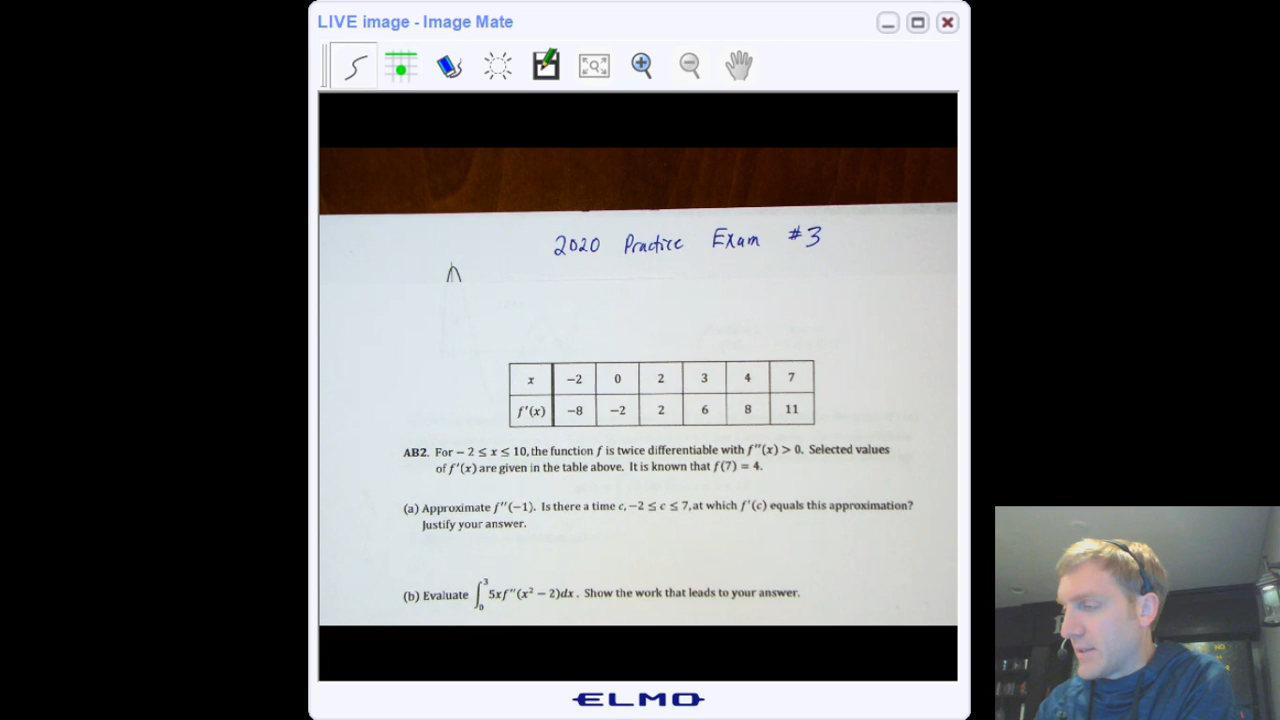 LIVE image - Image Mate
2020 Practice Exam #3
x −2 0 2 3 4 7
f′(x) −8 −2 2 6 8 11
AB2. For − 2 ≤ x ≤ 10, the function f is twice differentiable with f″(x) > 0. Selected values
of f′(x) are given in the table above. It is known that f(7) = 4.
(a) Approximate f″(−1). Is there a time c, −2 ≤ c ≤ 7, at which f′(c) equals this approximation?
Justify your answer.
(b) Evaluate ∫₀³ 5xf″(x² − 2)dx. Show the work that leads to your answer.
ELMO